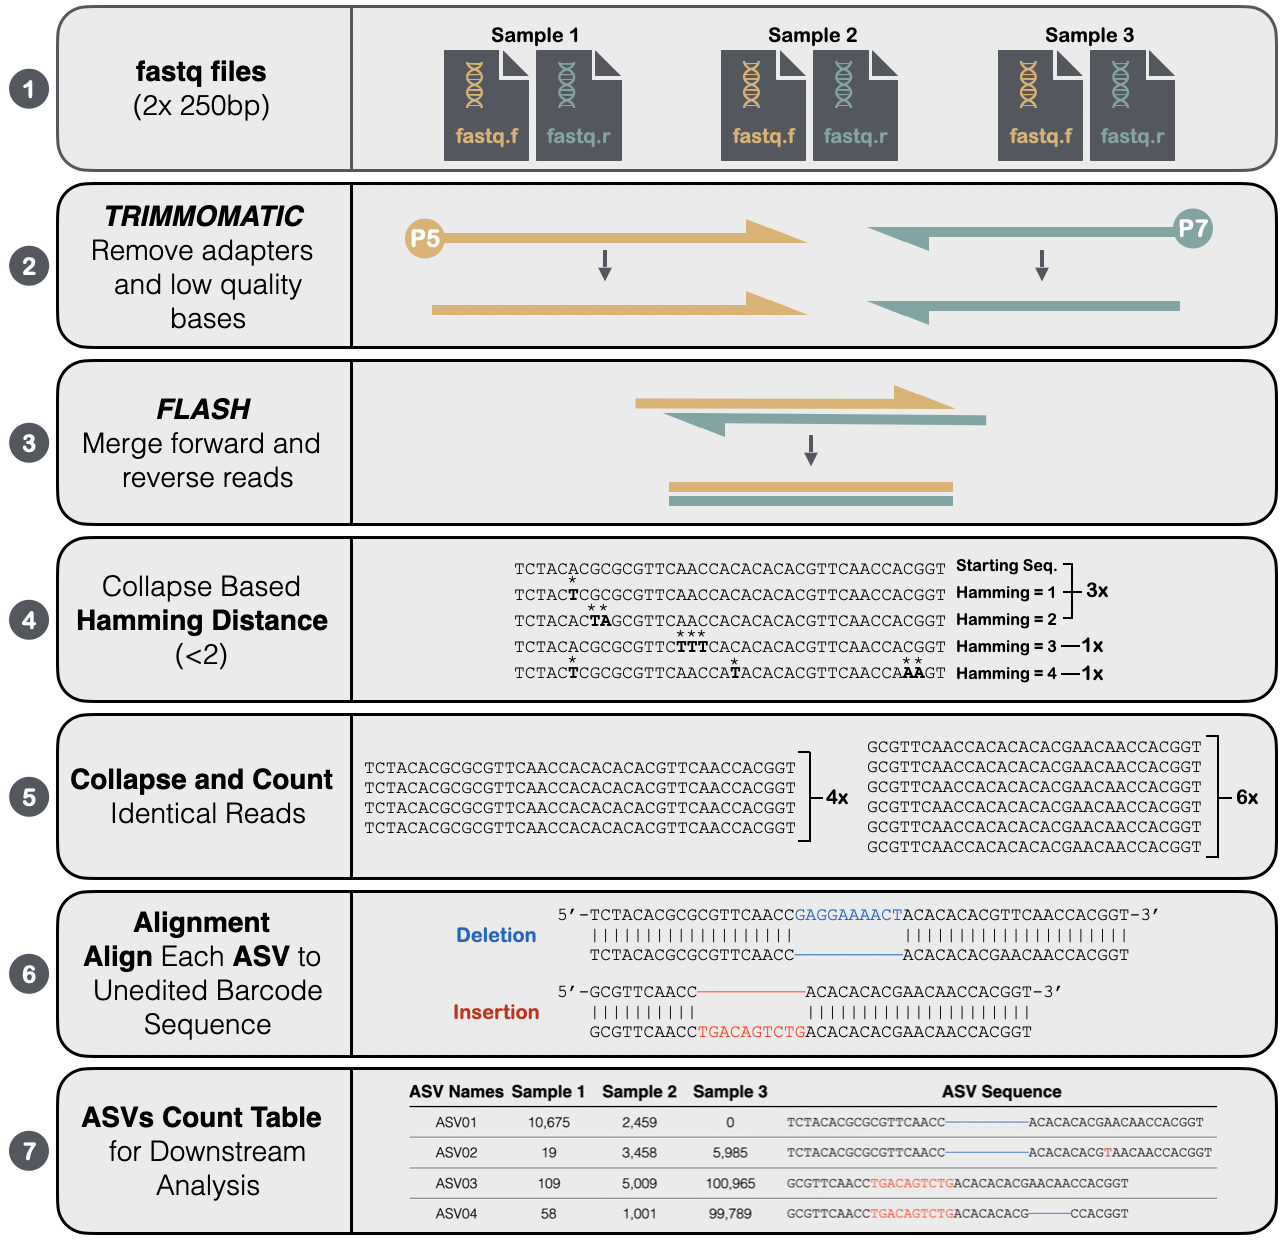 1
fastq files
(2x 250bp)
Sample 1
fastq.f
fastq.r
Sample 2
fastq.f
fastq.r
Sample 3
fastq.f
fastq.r
2
TRIMMOMATIC
Remove adapters
and low quality
bases
P5
P7
3
FLASH
Merge forward and
reverse reads
4
Collapse Based
Hamming Distance
(<2)
TCTACACGCGCGTTCAACCACACACACGTTCAACCACGGT Starting Seq.
*
TCTACTCGCGCGTTCAACCACACACACGTTCAACCACGGT Hamming = 1
3x
**
TCTACACTAGCGTTCAACCACACACACGTTCAACCACGGT Hamming = 2
***
TCTACACGCGCGTTCTTTCACACACACGTTCAACCACGGT Hamming = 3 1x
* * **
TCTACTCGCGCGTTCAACCATACACACGTTCAACCAAAGT Hamming = 4 1x
5
Collapse and Count
Identical Reads
TCTACACGCGCGTTCAACCACACACACGTTCAACCACGGT
TCTACACGCGCGTTCAACCACACACACGTTCAACCACGGT
TCTACACGCGCGTTCAACCACACACACGTTCAACCACGGT
TCTACACGCGCGTTCAACCACACACACGTTCAACCACGGT
4x
GCGTTCAACCACACACACGAACAACCACGGT
GCGTTCAACCACACACACGAACAACCACGGT
GCGTTCAACCACACACACGAACAACCACGGT
GCGTTCAACCACACACACGAACAACCACGGT
GCGTTCAACCACACACACGAACAACCACGGT
GCGTTCAACCACACACACGAACAACCACGGT
6x
6
Alignment
Align Each ASV to
Unedited Barcode
Sequence
Deletion
5’-TCTACACGCGCGTTCAACCGAGGAAAACTACACACACGTTCAACCACGGT-3’
TCTACACGCGCGTTCAACC ACACACACGTTCAACCACGGT
Insertion
5’-GCGTTCAACC ACACACACGAACAACCACGGT-3’
GCGTTCAACCTGACAGTCTGACACACACGAACAACCACGGT
7
ASVs Count Table
for Downstream
Analysis
ASV Names Sample 1 Sample 2 Sample 3 ASV Sequence
ASV01 10,675 2,459 0 TCTACACGCGCGTTCAACC ACACACACGAACAACCACGGT
ASV02 19 3,458 5,985 TCTACACGCGCGTTCAACC ACACACACGTAACAACCACGGT
ASV03 109 5,009 100,965 GCGTTCAACCTGACAGTCTGACACACACGAACAACCACGGT
ASV04 58 1,001 99,789 GCGTTCAACCTGACAGTCTGACACACACG CCACGGT